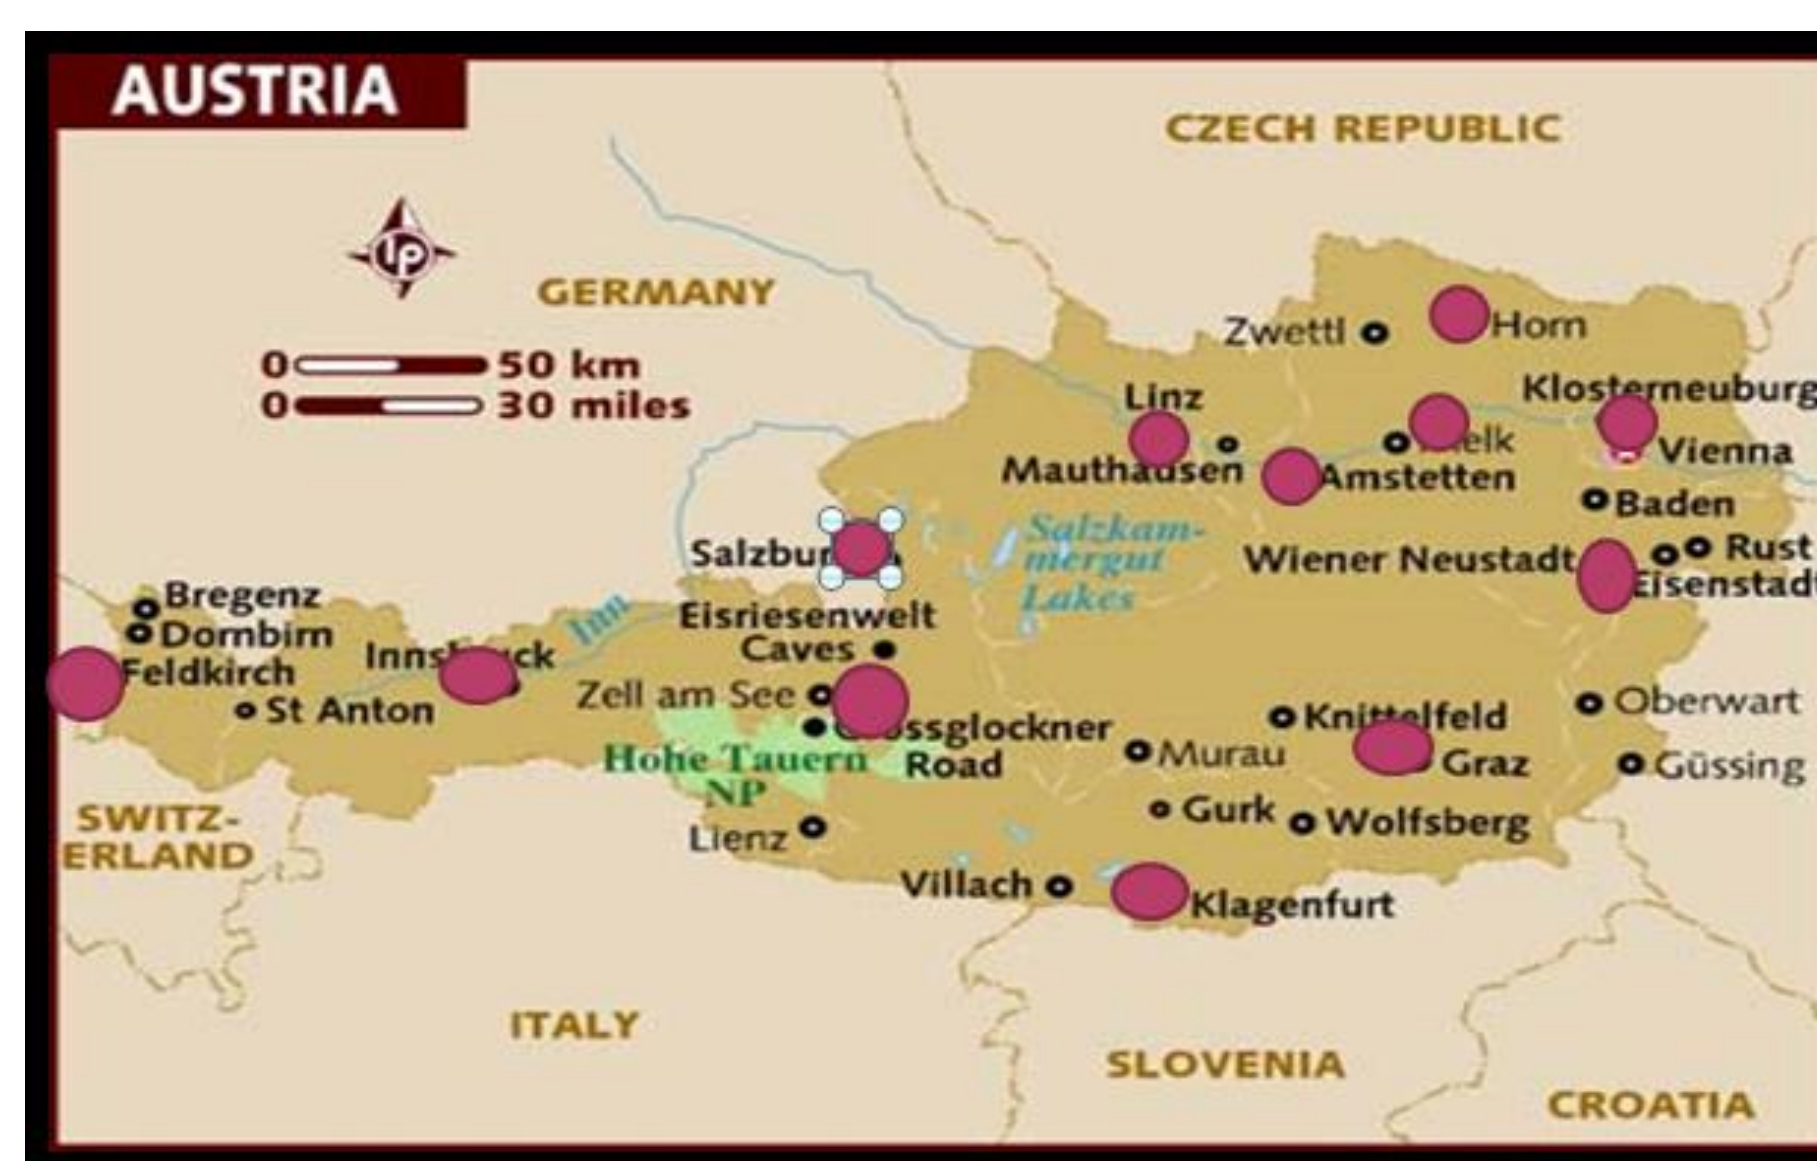 AUSTRIA
CZECH REPUBLIC
LP
GERMANY
0 50 km
0 30 miles
Zwettl
Horn
Linz
Klosterneuburg
Mauthausen
Amstetten
Vienna
Baden
Salzkam-
mergut
Lakes
Wiener Neustadt
Rust
Bregenz
Dornbirn
Feldkirch
St Anton
Inn
Eisriesenwelt
Caves
Zell am See
Road
Hohe Tauern
NP
Lienz
Knittelfeld
Oberwart
Murau
Graz
Güssing
Gurk
Wolfsberg
Villach
Klagenfurt
SWITZ-
ERLAND
ITALY
SLOVENIA
CROATIA